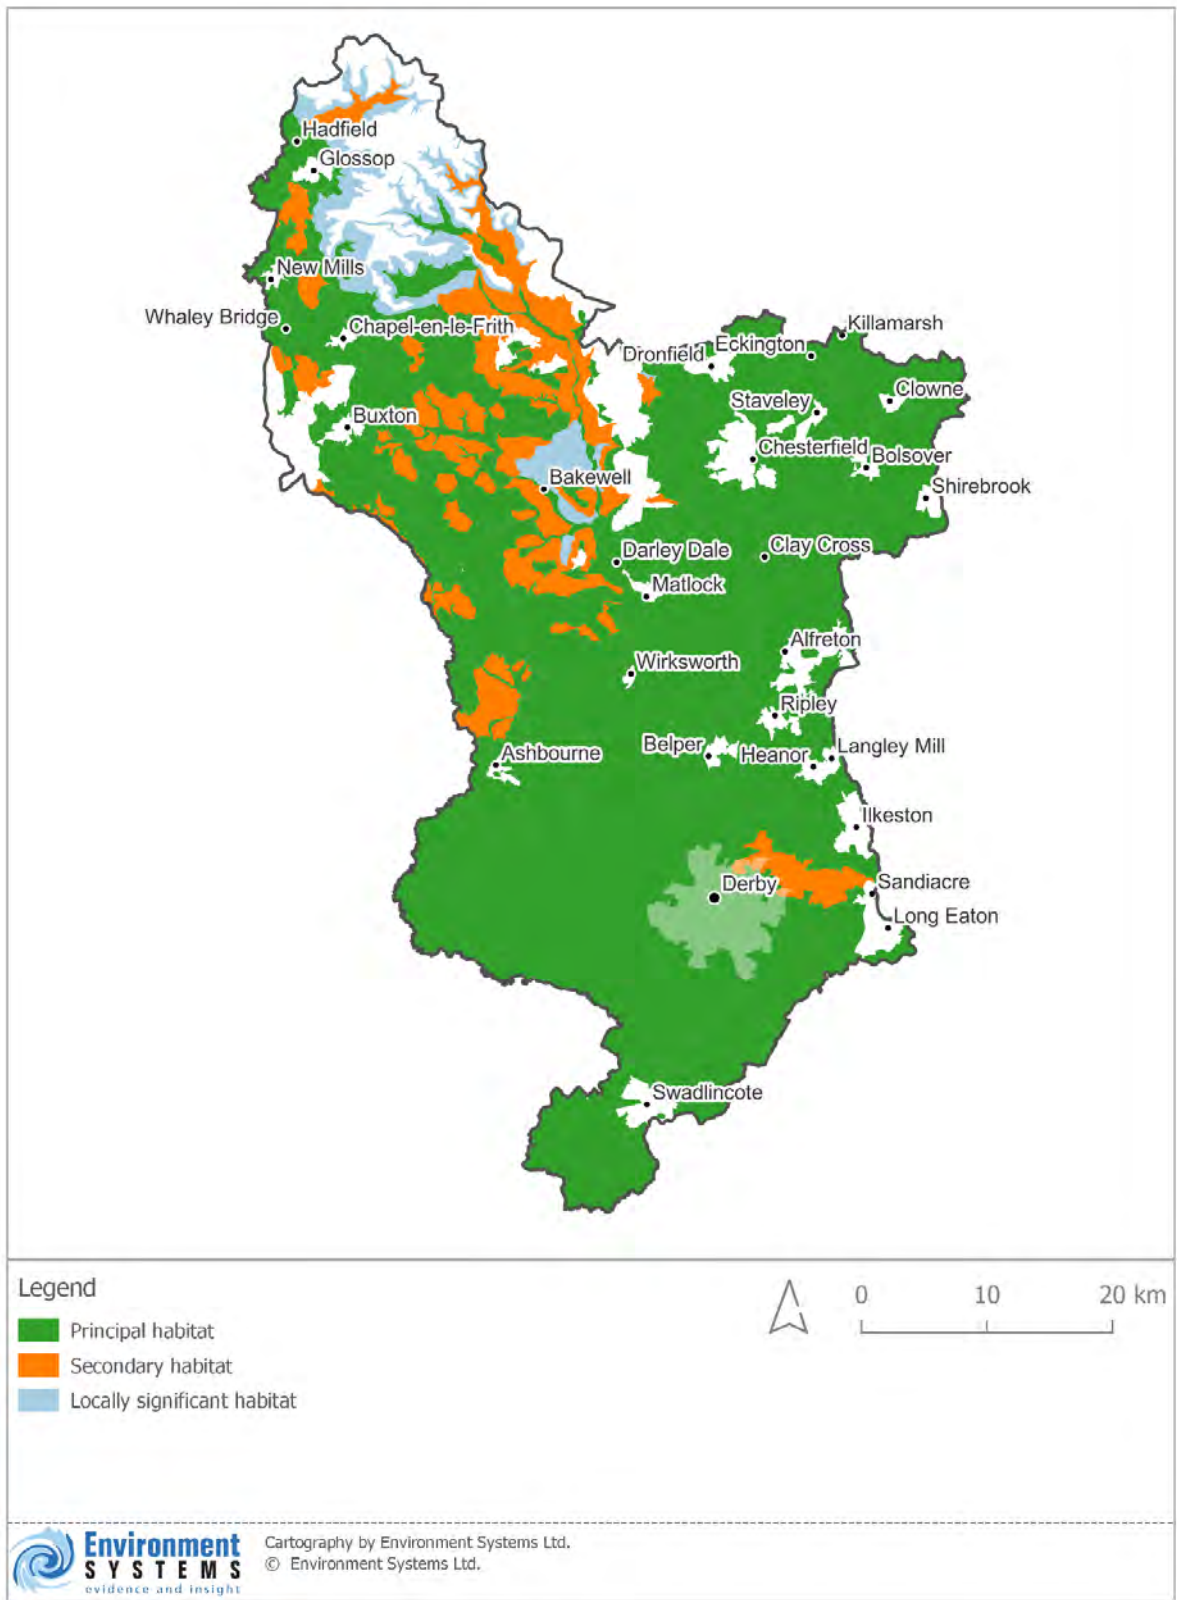 Hadfield
Glossop
New Mills
Whaley Bridge
Chapel-en-le-Frith
Killamarsh
Dronfield
Eckington
Clowne
Staveley
Buxton
Chesterfield
Bolsover
Bakewell
Shirebrook
Darley Dale
Clay Cross
Matlock
Alfreton
Wirksworth
Ripley
Belper
Heanor
Langley Mill
Ashbourne
Ilkeston
Derby
Sandiacre
Long Eaton
Swadlincote
Legend
Principal habitat
Secondary habitat
Locally significant habitat
0 10 20 km
Environment
SYSTEMS
evidence and insight
Cartography by Environment Systems Ltd.
© Environment Systems Ltd.